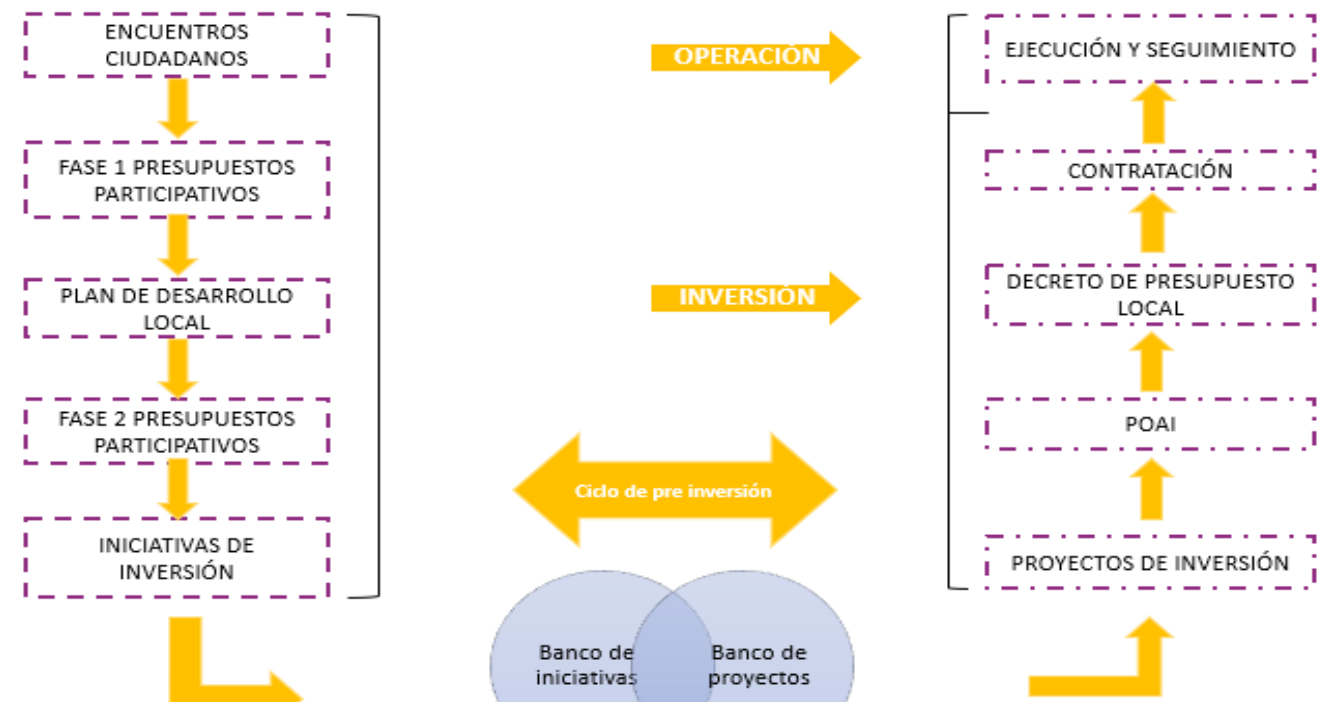 ENCUENTROS
CIUDADANOS
FASE 1 PRESUPUESTOS
PARTICIPATIVOS
PLAN DE DESARROLLO
LOCAL
FASE 2 PRESUPUESTOS
PARTICIPATIVOS
INICIATIVAS DE
INVERSIÓN
OPERACIÓN
INVERSIÓN
Ciclo de pre inversión
Banco de
iniciativas
Banco de
proyectos
EJECUCIÓN Y SEGUIMIENTO
CONTRATACIÓN
DECRETO DE PRESUPUESTO
LOCAL
POAI
PROYECTOS DE INVERSIÓN